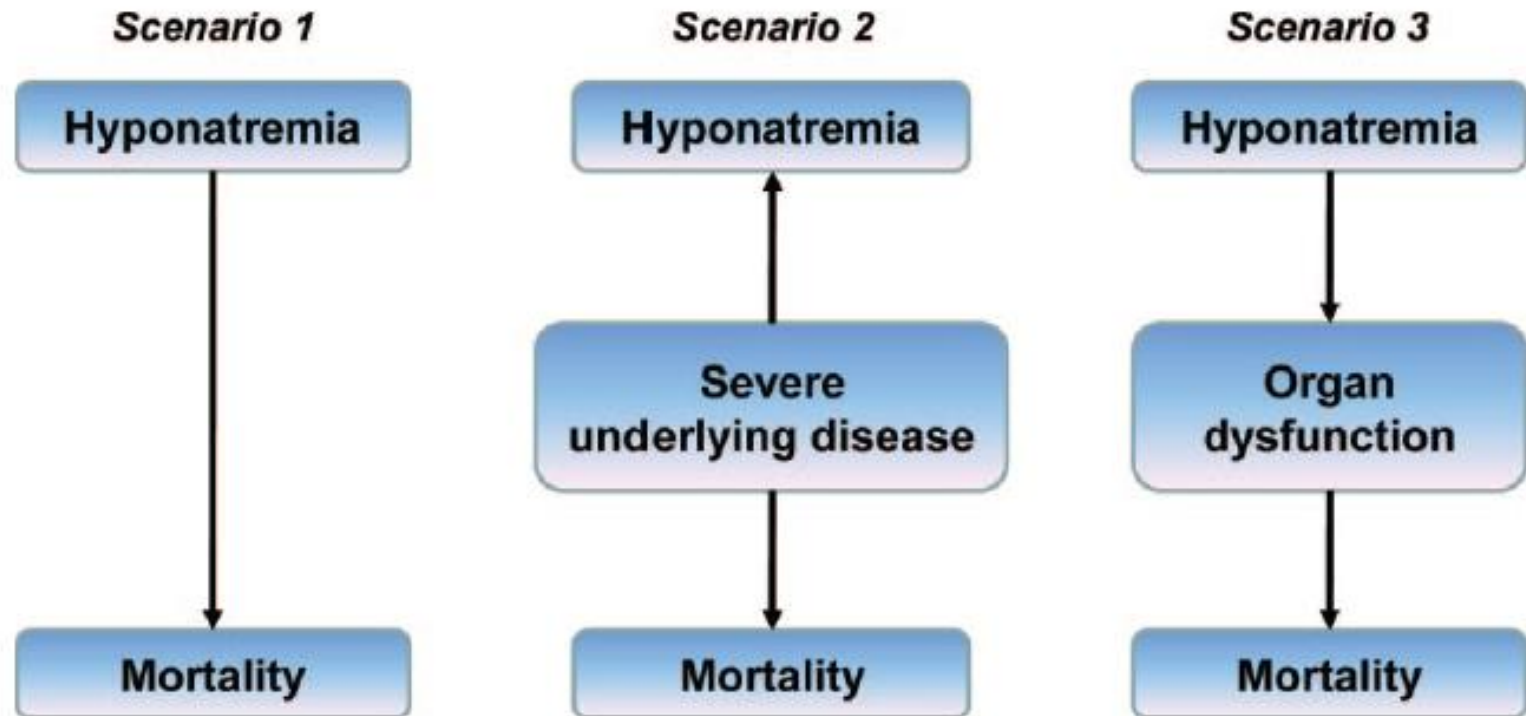 Scenario 1
Hyponatremia
Mortality
Scenario 2
Hyponatremia
Severe
underlying disease
Mortality
Scenario 3
Hyponatremia
Organ
dysfunction
Mortality